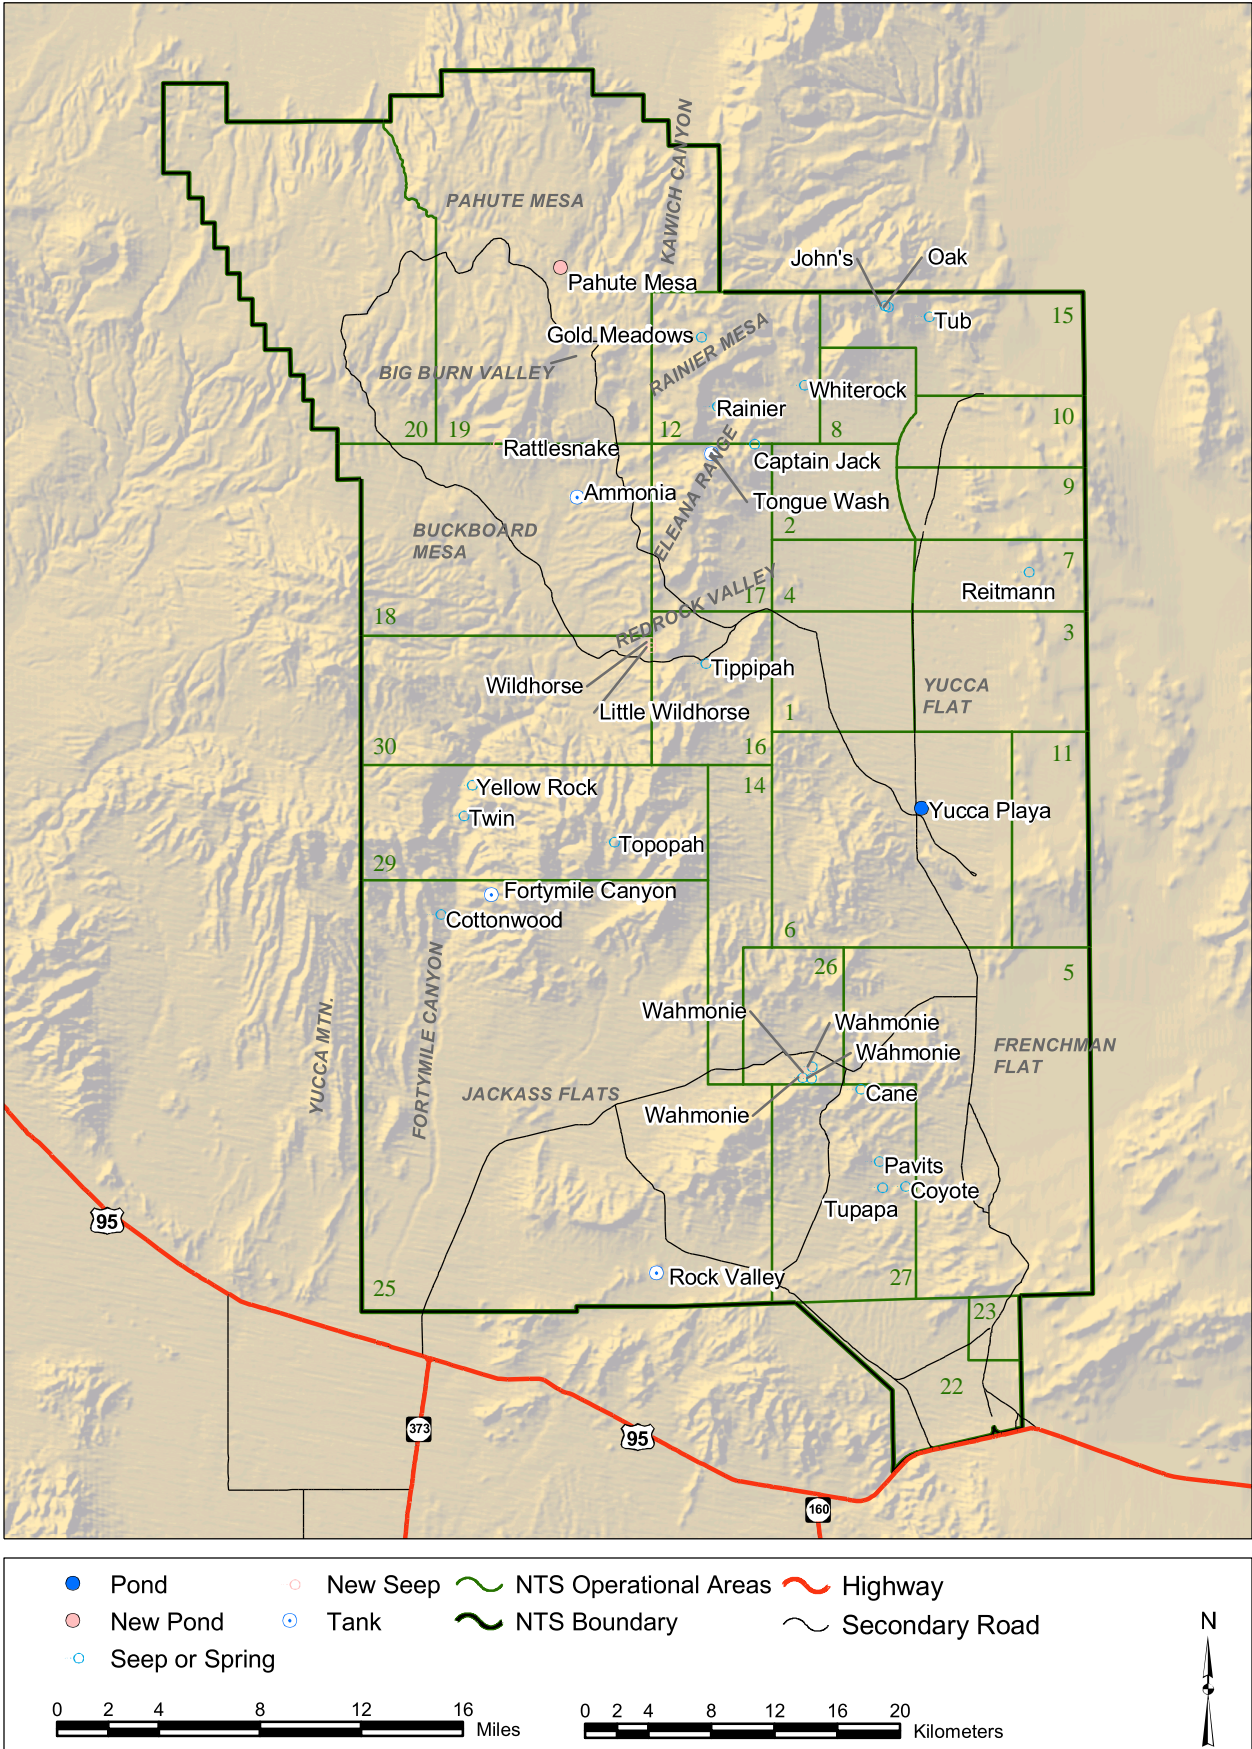 KAWICH CANYON
PAHUTE MESA
John's
Oak
Pahute Mesa
Tub
15
Gold Meadows
RAINIER MESA
BIG BURN VALLEY
Whiterock
Rainier
10
20
19
12
8
Rattlesnake
Captain Jack
9
Ammonia
Tongue Wash
ELEANA RANGE
2
BUCKBOARD
MESA
7
Reitmann
17
4
REDROCK VALLEY
18
3
Tippipah
Wildhorse
YUCCA
FLAT
Little Wildhorse
1
30
16
11
Yellow Rock
14
Twin
Yucca Playa
Topopah
29
Fortymile Canyon
Cottonwood
6
26
5
Wahmonie
Wahmonie
Wahmonie
FRENCHMAN
FLAT
YUCCA MTN.
FORTYMILE CANYON
JACKASS FLATS
Cane
Wahmonie
Pavits
Coyote
Tupapa
95
Rock Valley
25
27
23
22
373
95
160
Pond
New Seep
NTS Operational Areas
Highway
New Pond
Tank
NTS Boundary
Secondary Road
Seep or Spring
N
0 2 4 8 12 16
Miles
0 2 4 8 12 16 20
Kilometers